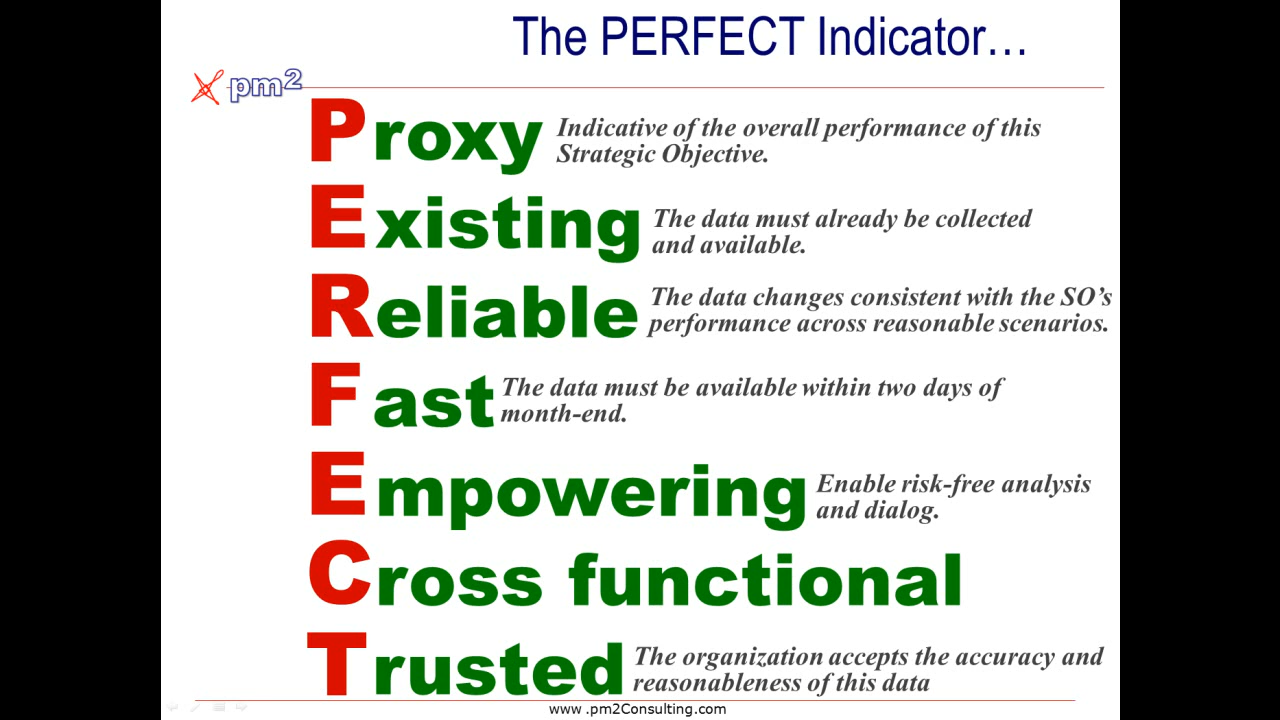 The PERFECT Indicator…
pm2
Proxy Indicative of the overall performance of this
Strategic Objective.
Existing The data must already be collected
and available.
Reliable The data changes consistent with the SO’s
performance across reasonable scenarios.
Fast The data must be available within two days of
month-end.
Empowering Enable risk-free analysis
and dialog.
Cross functional
Trusted The organization accepts the accuracy and
reasonableness of this data
www .pm2Consulting.com